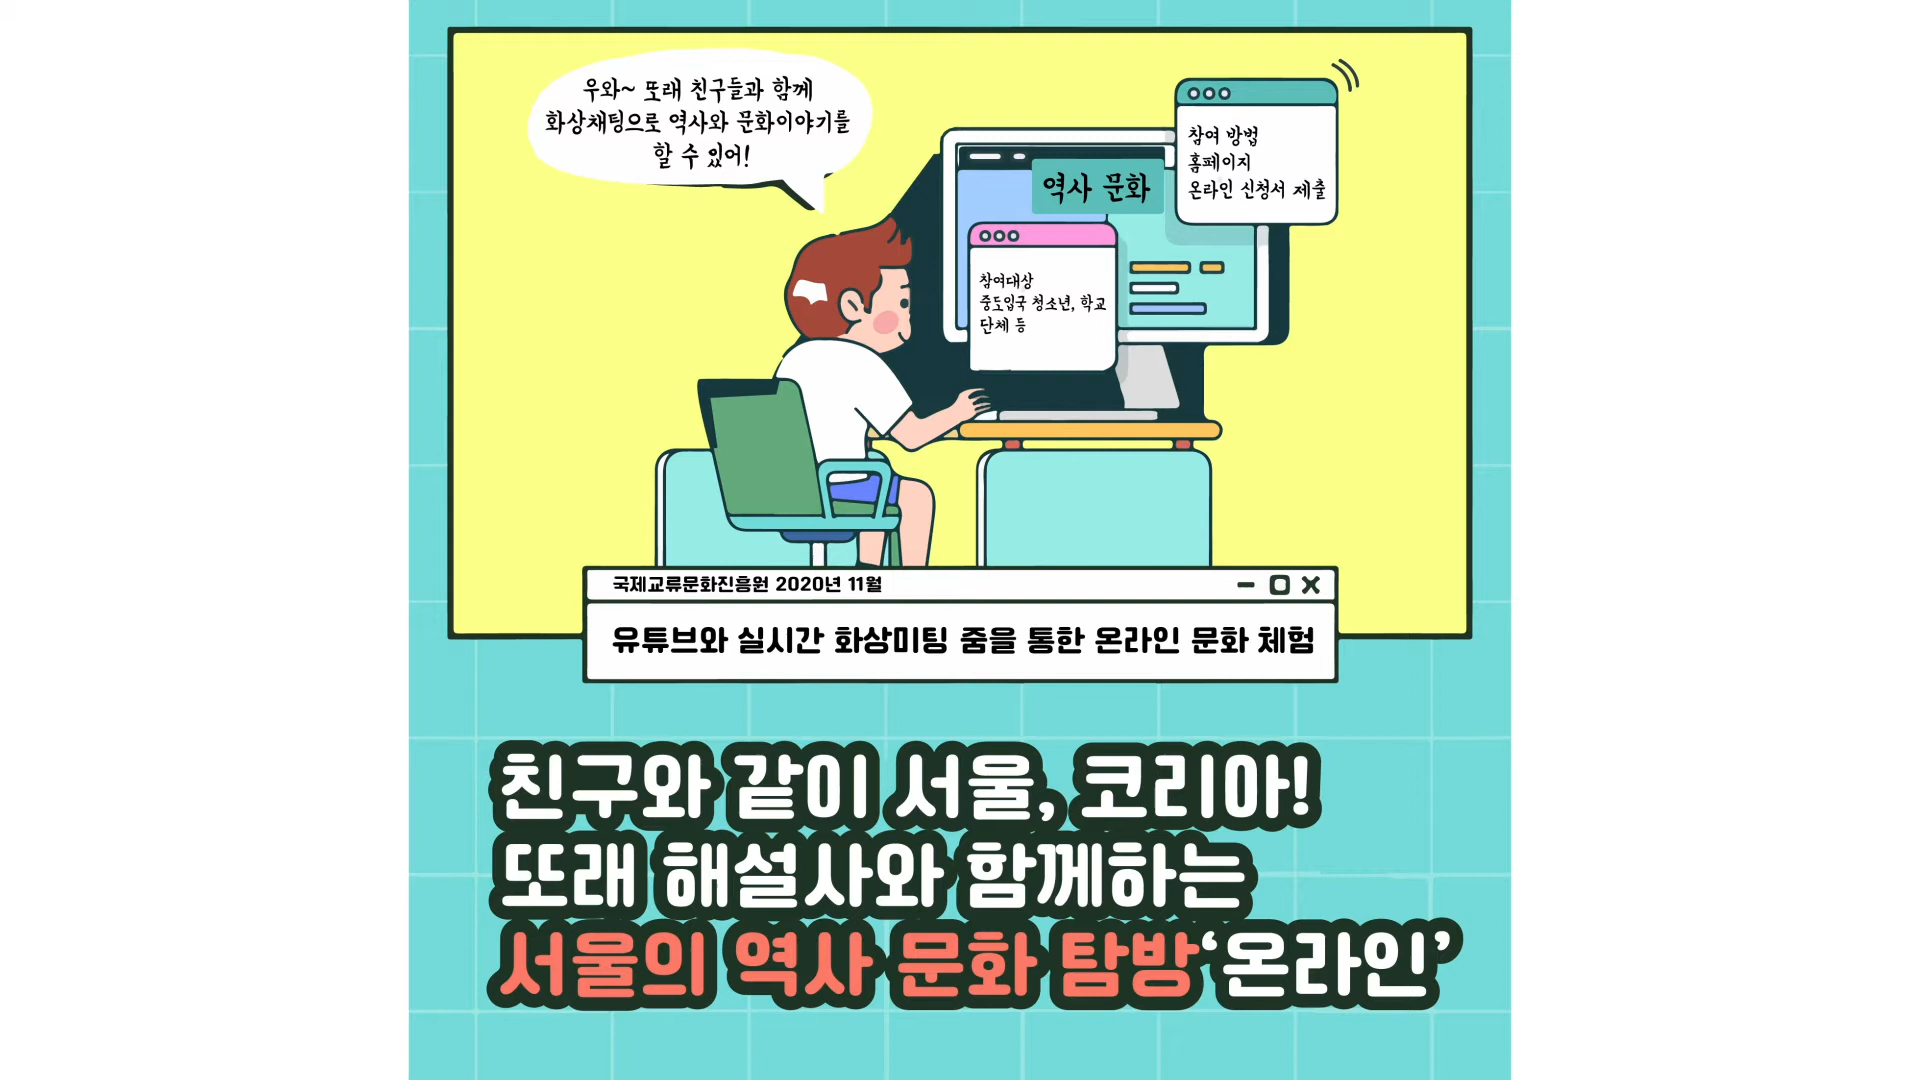 우와~ 또래 친구들과 함께
화상채팅으로 역사와 문화이야기를
할 수 있어!
참여 방법
홈페이지
온라인 신청서 제출
역사 문화
참여대상
중도입국 청소년, 학교
단체 등
국제교류문화진흥원 2020년 11월
유튜브와 실시간 화상미팅 줌을 통한 온라인 문화 체험
친구와 같이 서울, 코리아!
또래 해설사와 함께하는
서울의 역사 문화 탐방 ‘온라인’